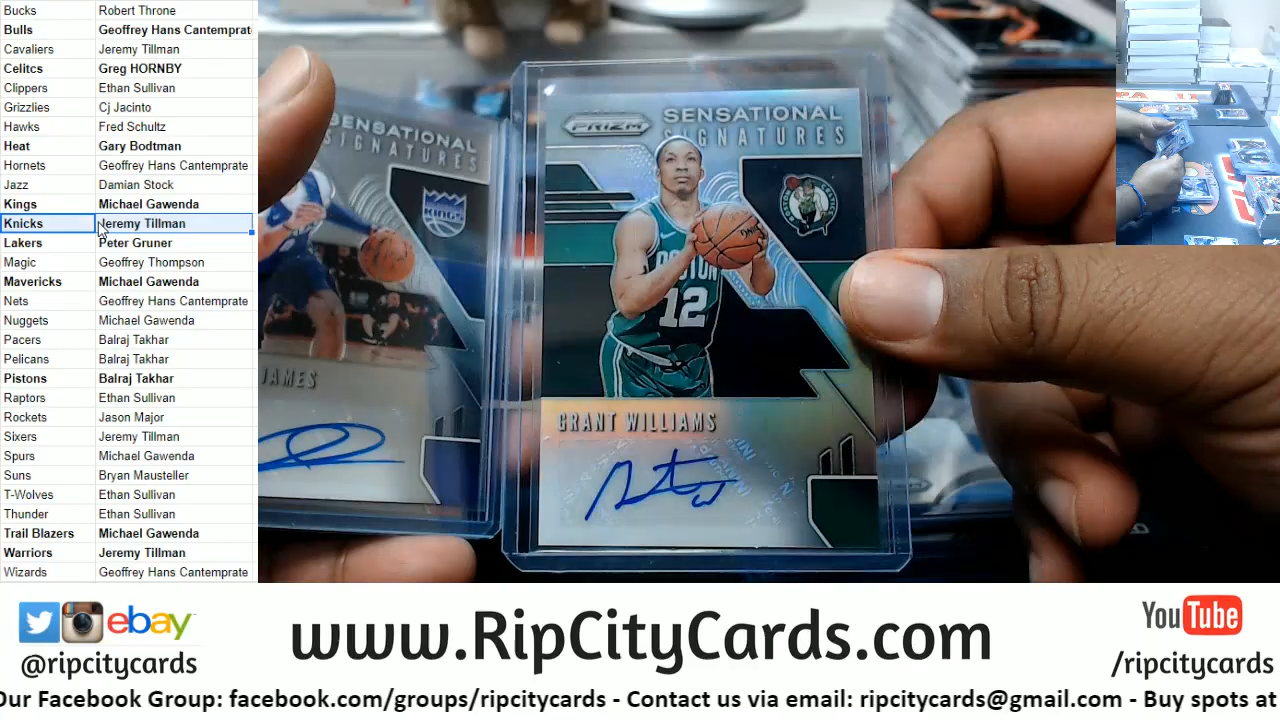 Bucks Robert Throne
Bulls Geoffrey Hans Cantemprat
Cavaliers Jeremy Tillman
Celitcs Greg HORNBY
Clippers Ethan Sullivan
Grizzlies Cj Jacinto
Hawks Fred Schultz
Heat Gary Bodtman
Hornets Geoffrey Hans Cantemprate
Jazz Damian Stock
Kings Michael Gawenda
Knicks Jeremy Tillman
Lakers Peter Gruner
Magic Geoffrey Thompson
Mavericks Michael Gawenda
Nets Geoffrey Hans Cantemprate
Nuggets Michael Gawenda
Pacers Balraj Takhar
Pelicans Balraj Takhar
Pistons Balraj Takhar
Raptors Ethan Sullivan
Rockets Jason Major
Sixers Jeremy Tillman
Spurs Michael Gawenda
Suns Bryan Mausteller
T-Wolves Ethan Sullivan
Thunder Ethan Sullivan
Trail Blazers Michael Gawenda
Warriors Jeremy Tillman
Wizards Geoffrey Hans Cantemprate
SENSATIONAL
SIGNATURES
KINGS
JAMES
PRIZM
SENSATIONAL
SIGNATURES
BOSTON
12
GRANT WILLIAMS
ebay
@ripcitycards
www.RipCityCards.com
YouTube
/ripcitycards
Our Facebook Group: facebook.com/groups/ripcitycards - Contact us via email: ripcitycards@gmail.com - Buy spots at